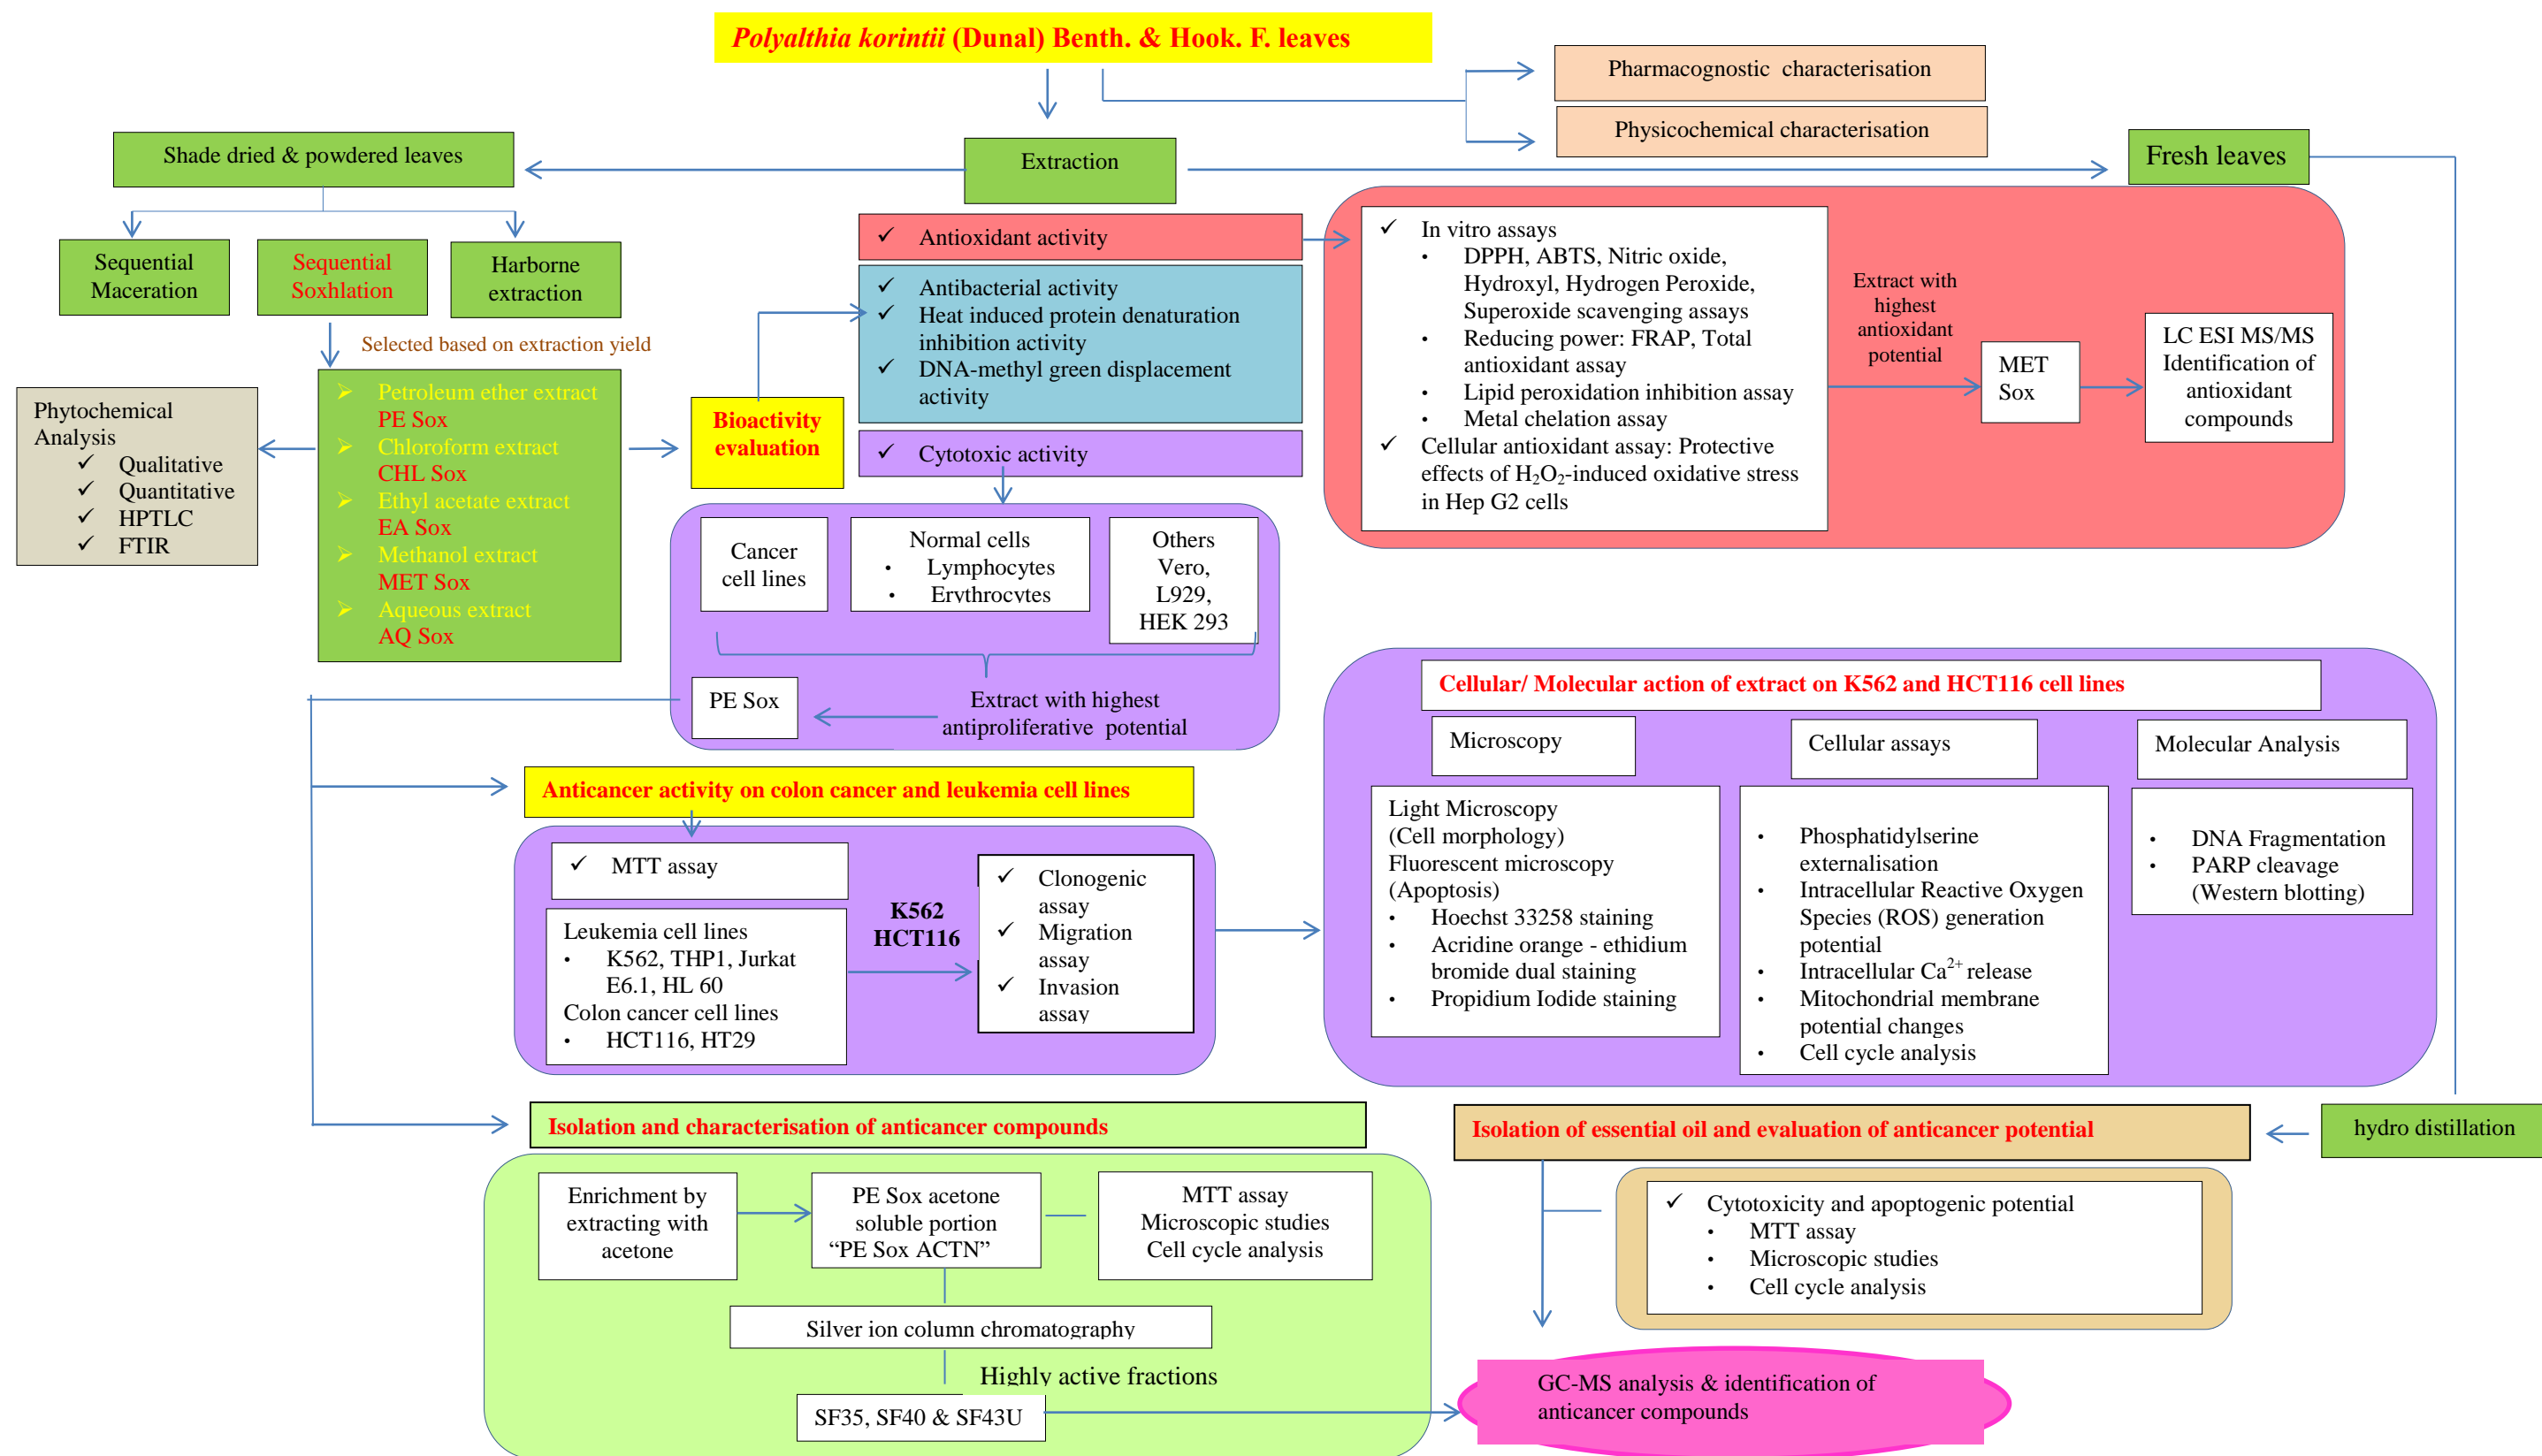 Polyalthia korintii (Dunal) Benth. & Hook. F. leaves
Pharmacognostic characterisation
Physicochemical characterisation
Shade dried & powdered leaves
Extraction
Fresh leaves
Sequential
Maceration
Sequential
Soxhlation
Harborne
extraction
Selected based on extraction yield
Phytochemical
Analysis
✓ Qualitative
✓ Quantitative
✓ HPTLC
✓ FTIR
➢ Petroleum ether extract
PE Sox
➢ Chloroform extract
CHL Sox
➢ Ethyl acetate extract
EA Sox
➢ Methanol extract
MET Sox
➢ Aqueous extract
AQ Sox
Bioactivity
evaluation
✓ Antioxidant activity
✓ Antibacterial activity
✓ Heat induced protein denaturation
inhibition activity
✓ DNA-methyl green displacement
activity
✓ Cytotoxic activity
✓ In vitro assays
• DPPH, ABTS, Nitric oxide,
Hydroxyl, Hydrogen Peroxide,
Superoxide scavenging assays
• Reducing power: FRAP, Total
antioxidant assay
• Lipid peroxidation inhibition assay
• Metal chelation assay
✓ Cellular antioxidant assay: Protective
effects of H₂O₂-induced oxidative stress
in Hep G2 cells
Extract with
highest
antioxidant
potential
MET
Sox
LC ESI MS/MS
Identification of
antioxidant
compounds
Cancer
cell lines
Normal cells
• Lymphocytes
• Erythrocytes
Others
Vero,
L929,
HEK 293
PE Sox
Extract with highest
antiproliferative potential
Anticancer activity on colon cancer and leukemia cell lines
✓ MTT assay
Leukemia cell lines
• K562, THP1, Jurkat
E6.1, HL 60
Colon cancer cell lines
• HCT116, HT29
K562
HCT116
✓ Clonogenic
assay
✓ Migration
assay
✓ Invasion
assay
Cellular/ Molecular action of extract on K562 and HCT116 cell lines
Microscopy
Cellular assays
Molecular Analysis
Light Microscopy
(Cell morphology)
Fluorescent microscopy
(Apoptosis)
• Hoechst 33258 staining
• Acridine orange - ethidium
bromide dual staining
• Propidium Iodide staining
• Phosphatidylserine
externalisation
• Intracellular Reactive Oxygen
Species (ROS) generation
potential
• Intracellular Ca²⁺ release
• Mitochondrial membrane
potential changes
• Cell cycle analysis
• DNA Fragmentation
• PARP cleavage
(Western blotting)
Isolation and characterisation of anticancer compounds
Enrichment by
extracting with
acetone
PE Sox acetone
soluble portion
“PE Sox ACTN”
MTT assay
Microscopic studies
Cell cycle analysis
Silver ion column chromatography
Highly active fractions
SF35, SF40 & SF43U
Isolation of essential oil and evaluation of anticancer potential
hydro distillation
✓ Cytotoxicity and apoptogenic potential
• MTT assay
• Microscopic studies
• Cell cycle analysis
GC-MS analysis & identification of
anticancer compounds